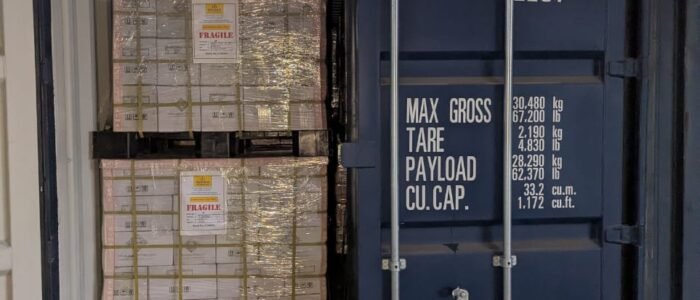 FRAGILE
FRAGILE
MAX GROSS 30.480 kg
67.200 lb
TARE 2.190 kg
4.830 lb
PAYLOAD 28.290 kg
62.370 lb
CU.CAP. 33.2 cu.m.
1.172 cu.ft.